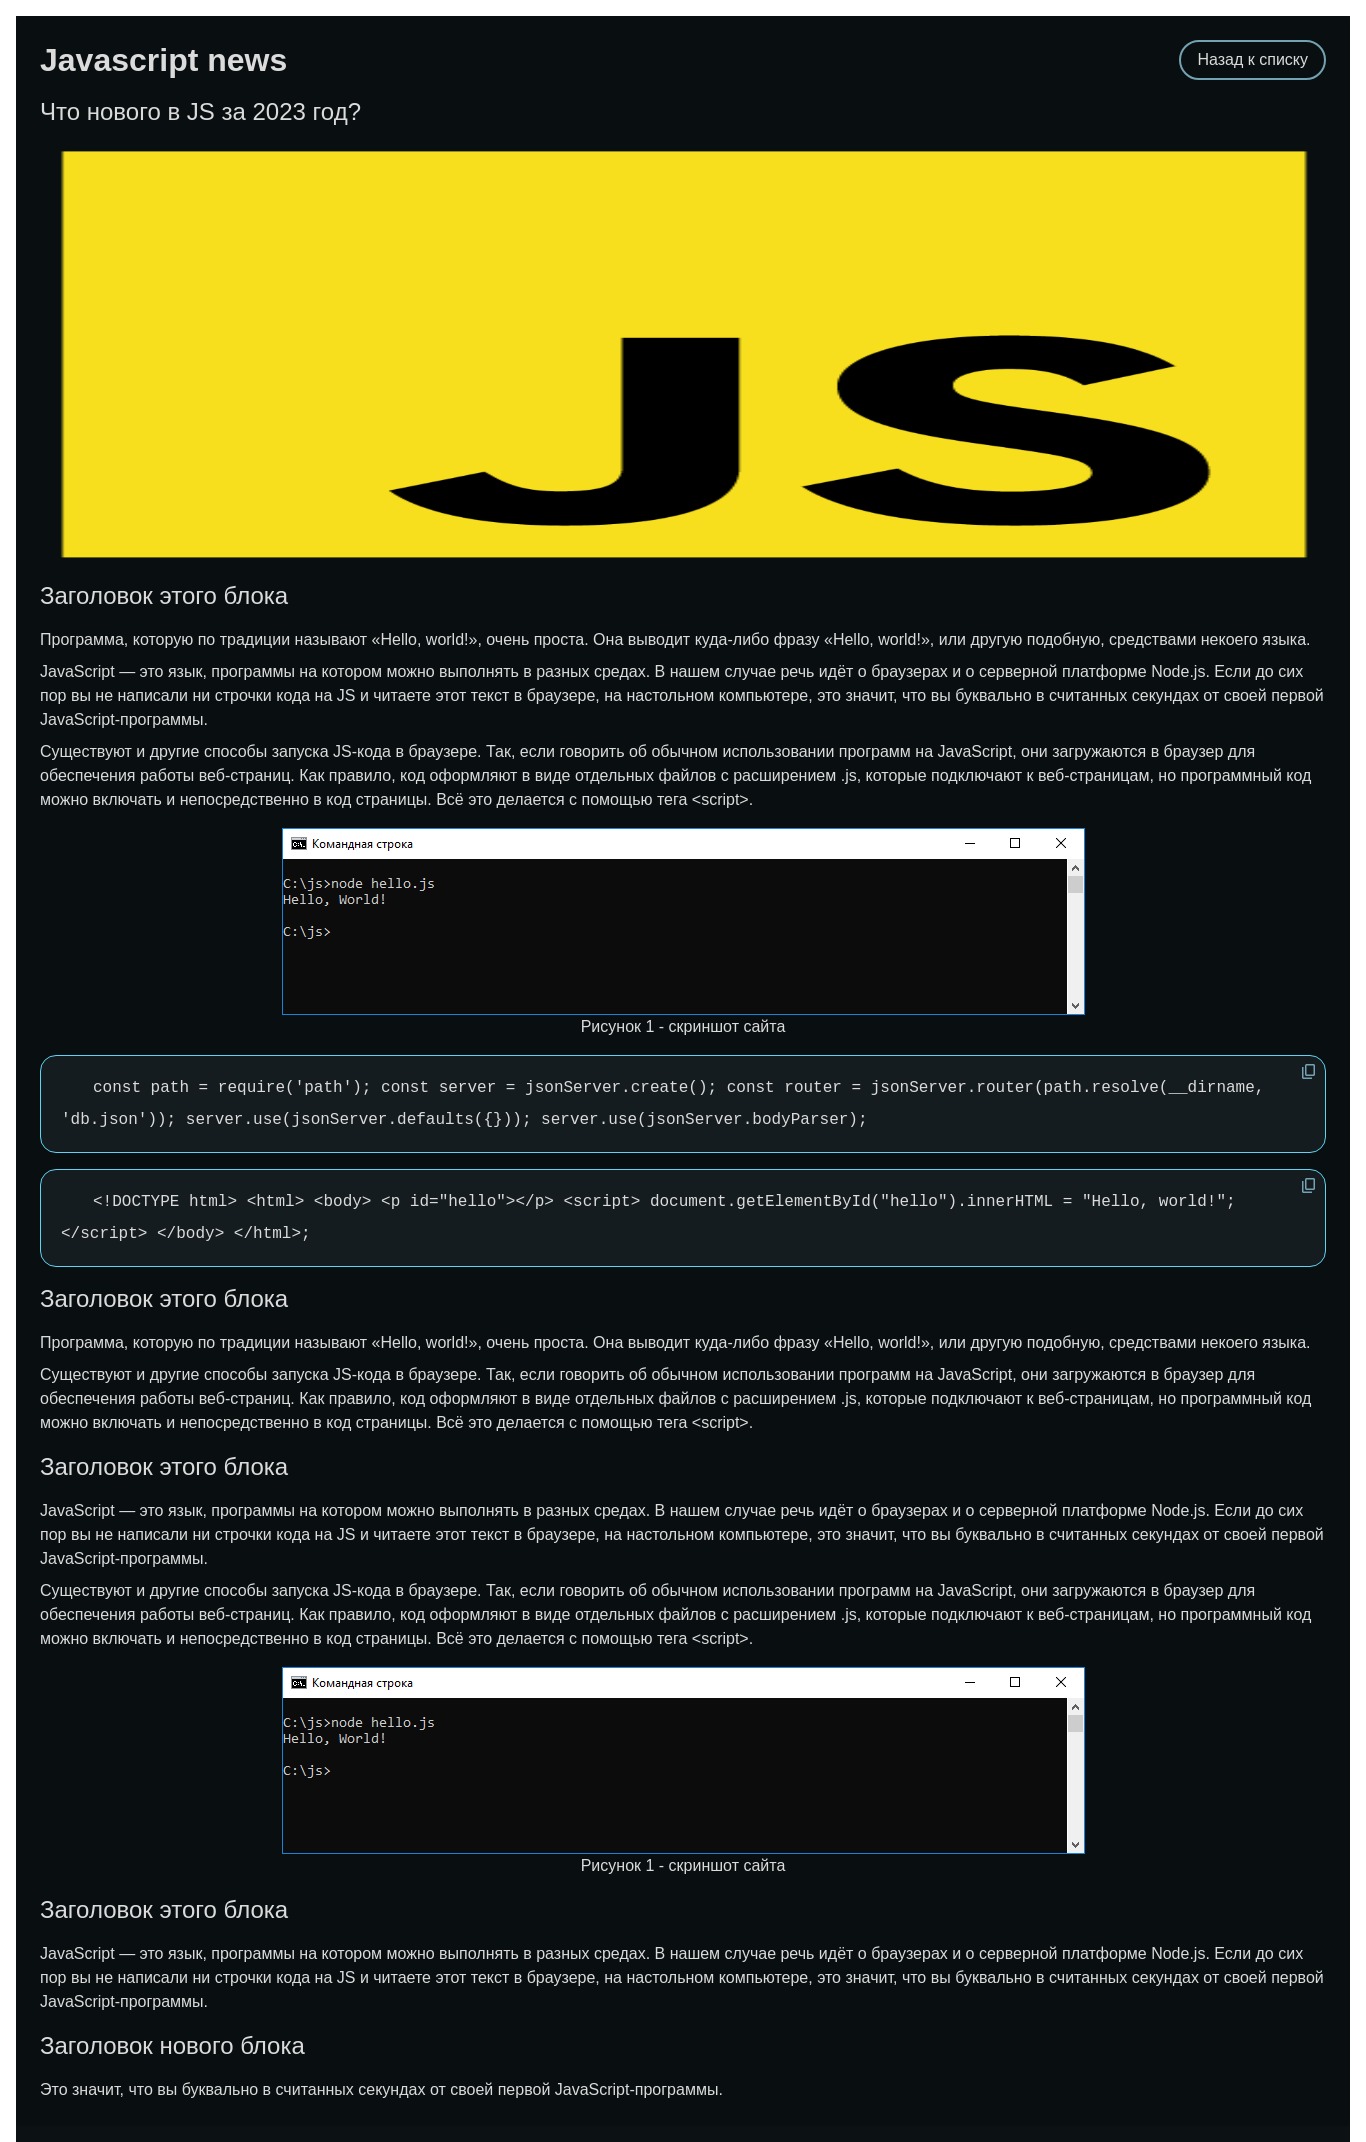 Javascript news
Назад к списку
Что нового в JS за 2023 год?
JS
Заголовок этого блока
Программа, которую по традиции называют «Hello, world!», очень проста. Она выводит куда-либо фразу «Hello, world!», или другую подобную, средствами некоего языка.
JavaScript — это язык, программы на котором можно выполнять в разных средах. В нашем случае речь идёт о браузерах и о серверной платформе Node.js. Если до сих
пор вы не написали ни строчки кода на JS и читаете этот текст в браузере, на настольном компьютере, это значит, что вы буквально в считанных секундах от своей первой
JavaScript-программы.
Существуют и другие способы запуска JS-кода в браузере. Так, если говорить об обычном использовании программ на JavaScript, они загружаются в браузер для
обеспечения работы веб-страниц. Как правило, код оформляют в виде отдельных файлов с расширением .js, которые подключают к веб-страницам, но программный код
можно включать и непосредственно в код страницы. Всё это делается с помощью тега <script>.
Командная строка
C:\js>node hello.js
Hello, World!
C:\js>
Рисунок 1 - скриншот сайта
const path = require('path'); const server = jsonServer.create(); const router = jsonServer.router(path.resolve(__dirname,
'db.json')); server.use(jsonServer.defaults({})); server.use(jsonServer.bodyParser);
<!DOCTYPE html> <html> <body> <p id="hello"></p> <script> document.getElementById("hello").innerHTML = "Hello, world!";
</script> </body> </html>;
Заголовок этого блока
Программа, которую по традиции называют «Hello, world!», очень проста. Она выводит куда-либо фразу «Hello, world!», или другую подобную, средствами некоего языка.
Существуют и другие способы запуска JS-кода в браузере. Так, если говорить об обычном использовании программ на JavaScript, они загружаются в браузер для
обеспечения работы веб-страниц. Как правило, код оформляют в виде отдельных файлов с расширением .js, которые подключают к веб-страницам, но программный код
можно включать и непосредственно в код страницы. Всё это делается с помощью тега <script>.
Заголовок этого блока
JavaScript — это язык, программы на котором можно выполнять в разных средах. В нашем случае речь идёт о браузерах и о серверной платформе Node.js. Если до сих
пор вы не написали ни строчки кода на JS и читаете этот текст в браузере, на настольном компьютере, это значит, что вы буквально в считанных секундах от своей первой
JavaScript-программы.
Существуют и другие способы запуска JS-кода в браузере. Так, если говорить об обычном использовании программ на JavaScript, они загружаются в браузер для
обеспечения работы веб-страниц. Как правило, код оформляют в виде отдельных файлов с расширением .js, которые подключают к веб-страницам, но программный код
можно включать и непосредственно в код страницы. Всё это делается с помощью тега <script>.
Командная строка
C:\js>node hello.js
Hello, World!
C:\js>
Рисунок 1 - скриншот сайта
Заголовок этого блока
JavaScript — это язык, программы на котором можно выполнять в разных средах. В нашем случае речь идёт о браузерах и о серверной платформе Node.js. Если до сих
пор вы не написали ни строчки кода на JS и читаете этот текст в браузере, на настольном компьютере, это значит, что вы буквально в считанных секундах от своей первой
JavaScript-программы.
Заголовок нового блока
Это значит, что вы буквально в считанных секундах от своей первой JavaScript-программы.